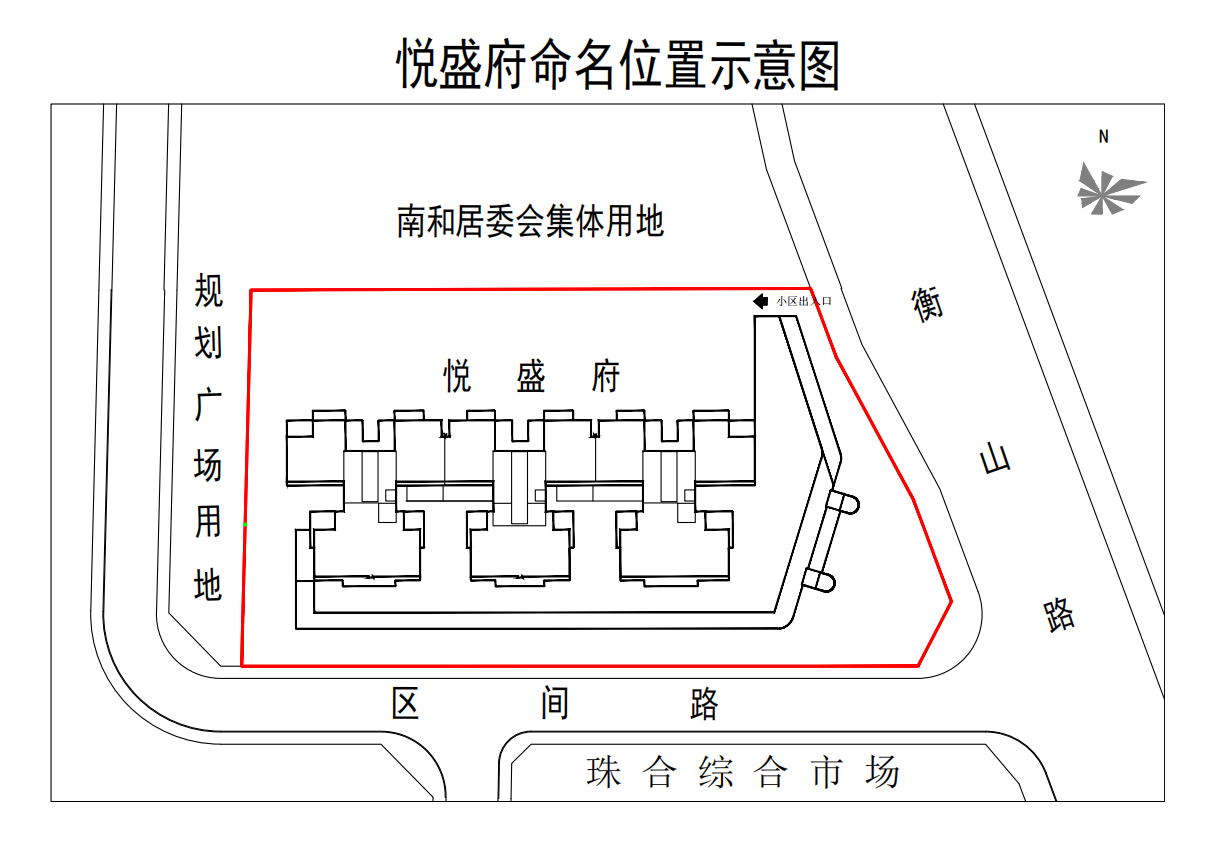 悦盛府命名位置示意图
N
南和居委会集体用地
规划广场用地
小区出入口
悦盛府
衡山路
区间路
珠合综合市场